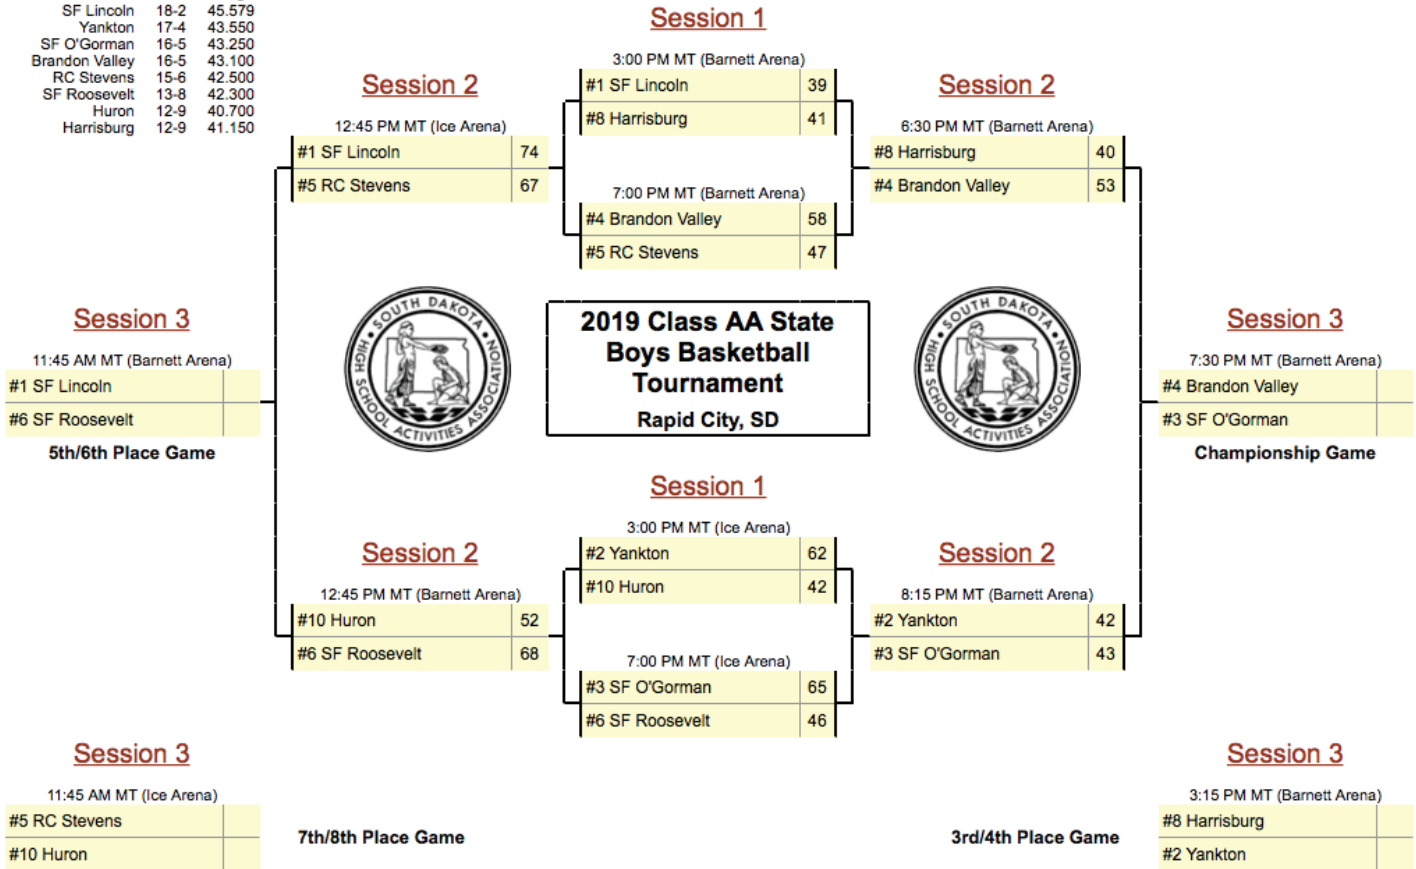 SF Lincoln 18-2 45.579
Yankton 17-4 43.550
SF O'Gorman 16-5 43.250
Brandon Valley 16-5 43.100
RC Stevens 15-6 42.500
SF Roosevelt 13-8 42.300
Huron 12-9 40.700
Harrisburg 12-9 41.150
Session 1
3:00 PM MT (Barnett Arena)
#1 SF Lincoln 39
#8 Harrisburg 41
Session 2
12:45 PM MT (Ice Arena)
#1 SF Lincoln 74
#5 RC Stevens 67
Session 2
6:30 PM MT (Barnett Arena)
#8 Harrisburg 40
#4 Brandon Valley 53
7:00 PM MT (Barnett Arena)
#4 Brandon Valley 58
#5 RC Stevens 47
Session 3
11:45 AM MT (Barnett Arena)
#1 SF Lincoln
#6 SF Roosevelt
5th/6th Place Game
SOUTH DAKOTA
HIGH SCHOOL ACTIVITIES ASSOCIATION
2019 Class AA State
Boys Basketball
Tournament
Rapid City, SD
SOUTH DAKOTA
HIGH SCHOOL ACTIVITIES ASSOCIATION
Session 3
7:30 PM MT (Barnett Arena)
#4 Brandon Valley
#3 SF O'Gorman
Championship Game
Session 1
3:00 PM MT (Ice Arena)
#2 Yankton 62
#10 Huron 42
Session 2
12:45 PM MT (Barnett Arena)
#10 Huron 52
#6 SF Roosevelt 68
Session 2
8:15 PM MT (Barnett Arena)
#2 Yankton 42
#3 SF O'Gorman 43
7:00 PM MT (Ice Arena)
#3 SF O'Gorman 65
#6 SF Roosevelt 46
Session 3
11:45 AM MT (Ice Arena)
#5 RC Stevens
#10 Huron
7th/8th Place Game
3rd/4th Place Game
Session 3
3:15 PM MT (Barnett Arena)
#8 Harrisburg
#2 Yankton